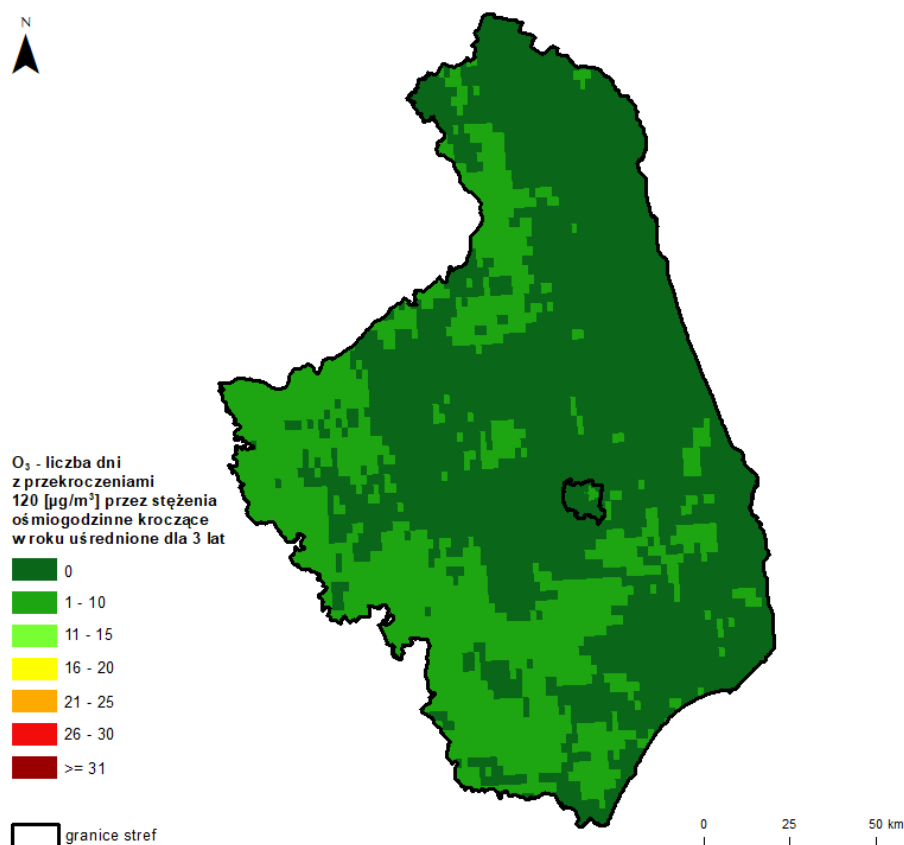 N
O₃ - liczba dni
z przekroczeniami
120 [µg/m³] przez stężenia
ośmiogodzinne kroczące
w roku uśrednione dla 3 lat
0
1 - 10
11 - 15
16 - 20
21 - 25
26 - 30
>= 31
granice stref
0 25 50 km